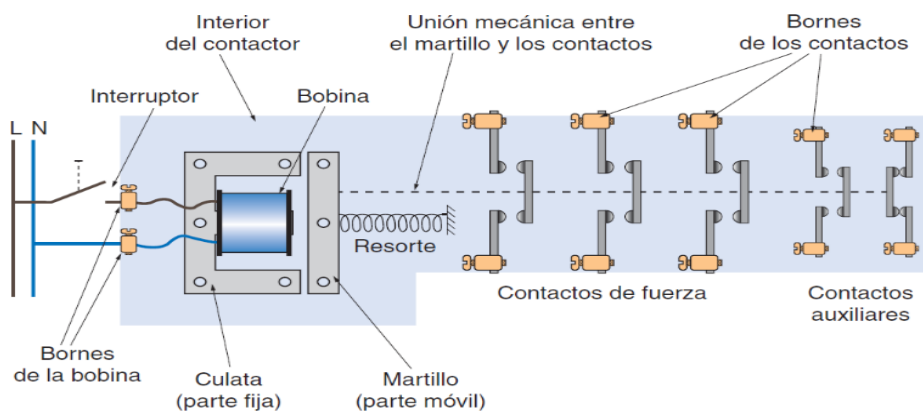 Interior
del contactor
Unión mecánica entre
el martillo y los contactos
Bornes
de los contactos
Interruptor
Bobina
L N
Resorte
Contactos de fuerza
Contactos
auxiliares
Bornes
de la bobina
Culata
(parte fija)
Martillo
(parte móvil)